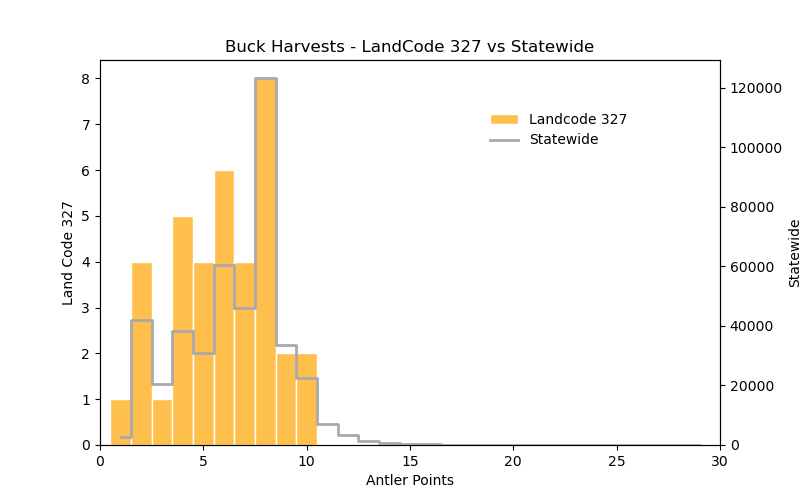 Buck Harvests - LandCode 327 vs Statewide
8
7
6
5
4
3
2
1
0
Land Code 327
Landcode 327
Statewide
120000
100000
80000
60000
40000
20000
0
Statewide
0 5 10 15 20 25 30
Antler Points